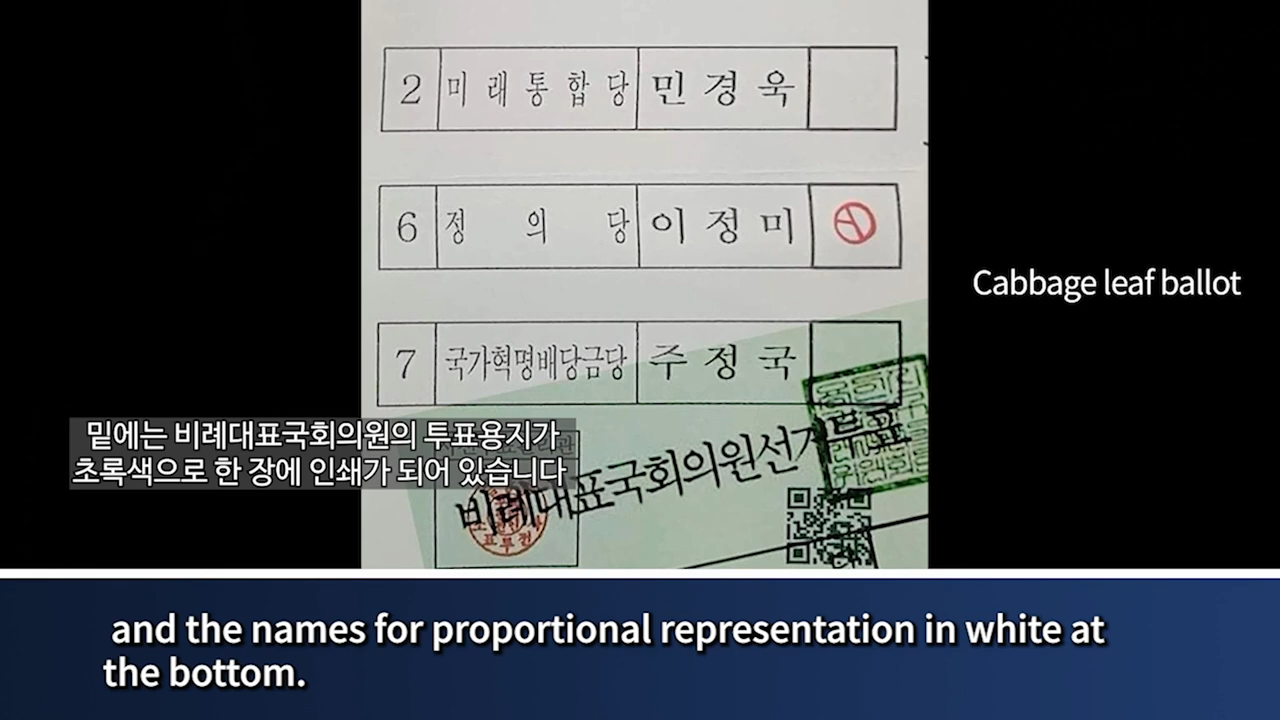 2 미래통합당 민경욱
6 정의당 이정미
7 국가혁명배당금당 주정국
Cabbage leaf ballot
밑에는 비례대표국회의원의 투표용지가
초록색으로 한 장에 인쇄가 되어 있습니다
비례대표국회의원선거투표
and the names for proportional representation in white at
the bottom.